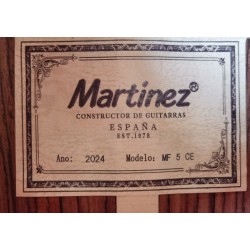 Martinez®
CONSTRUCTOR DE GUITARRAS
ESPAÑA
EST.1978
Ano: 2024 Modelo: MF 5 CE